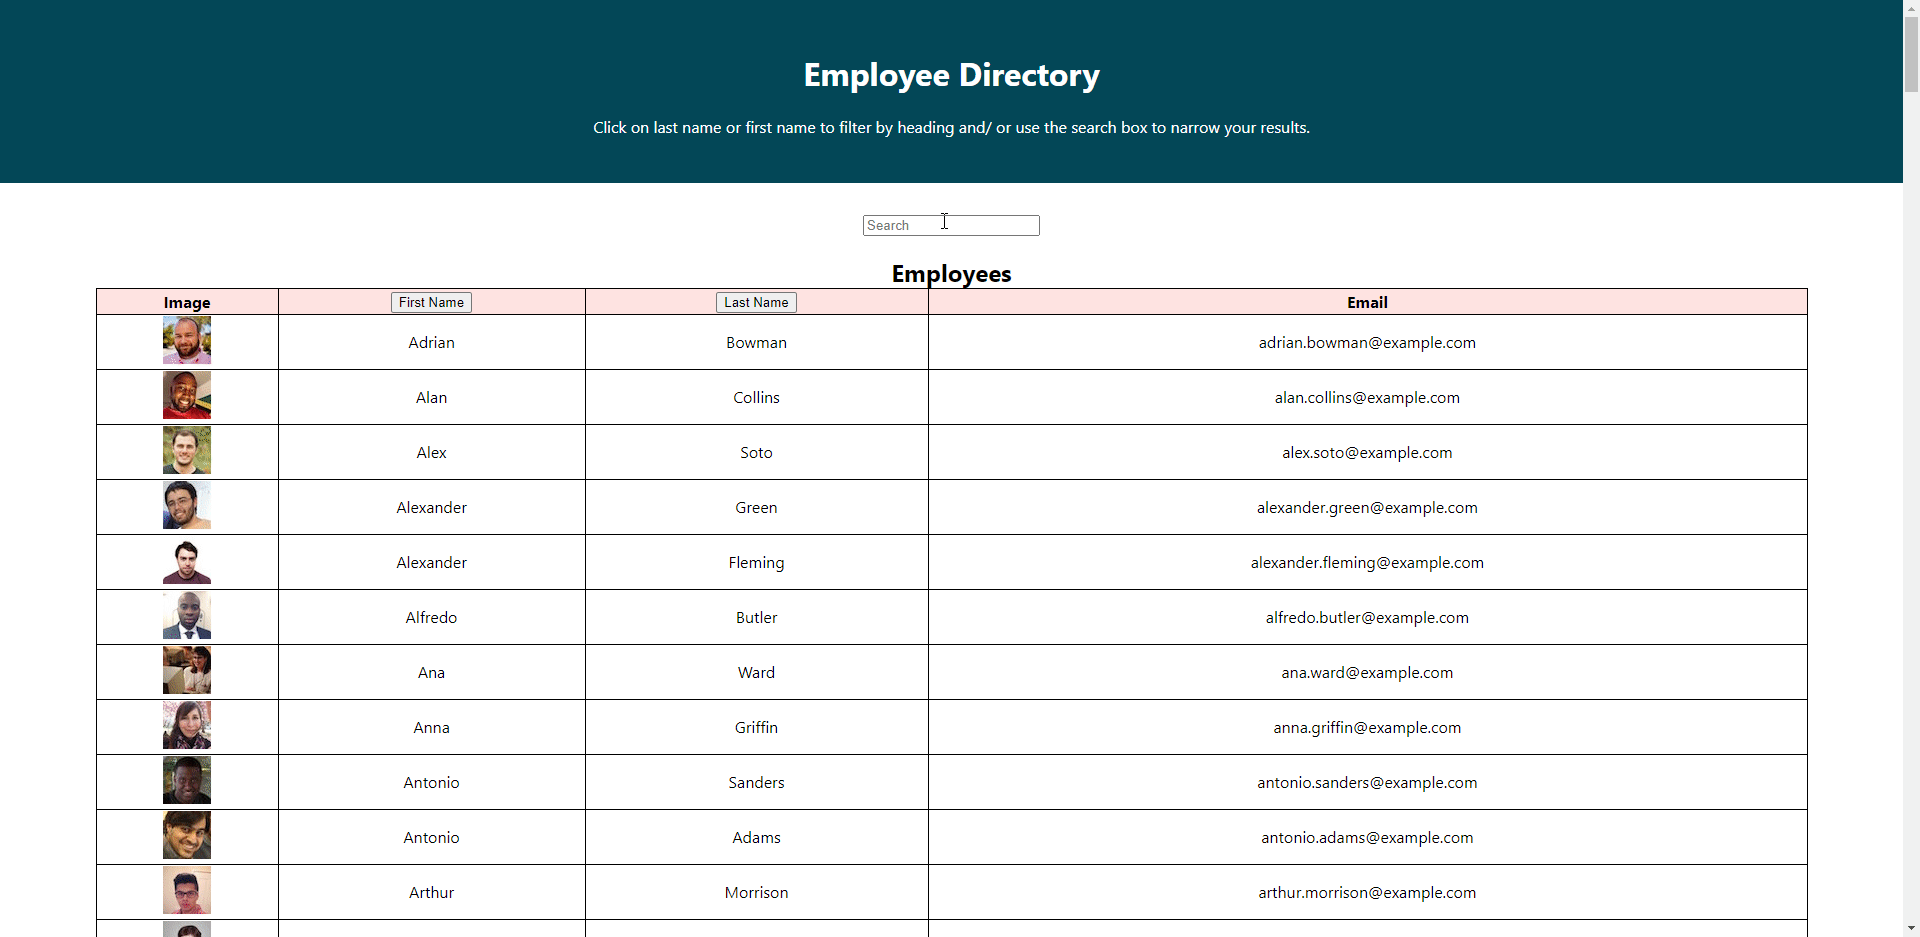 Employee Directory
Click on last name or first name to filter by heading and/ or use the search box to narrow your results.
Search
Employees
Image First Name Last Name Email
Adrian Bowman adrian.bowman@example.com
Alan Collins alan.collins@example.com
Alex Soto alex.soto@example.com
Alexander Green alexander.green@example.com
Alexander Fleming alexander.fleming@example.com
Alfredo Butler alfredo.butler@example.com
Ana Ward ana.ward@example.com
Anna Griffin anna.griffin@example.com
Antonio Sanders antonio.sanders@example.com
Antonio Adams antonio.adams@example.com
Arthur Morrison arthur.morrison@example.com